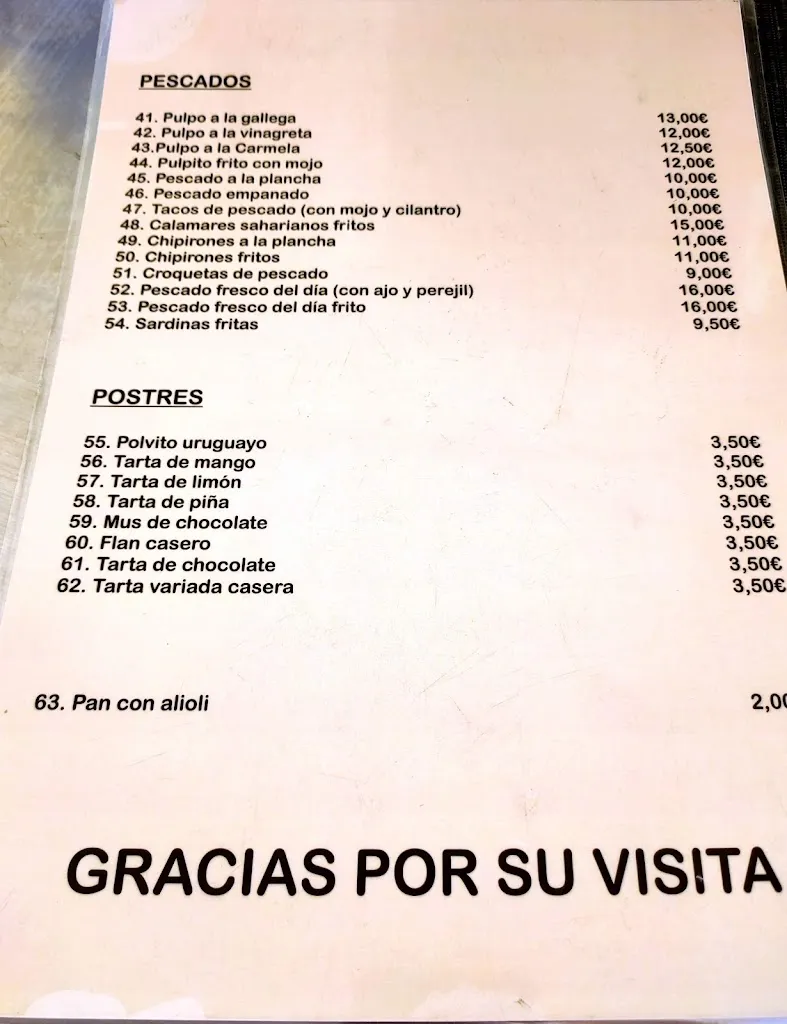 PESCADOS
41. Pulpo a la gallega 13,00€
42. Pulpo a la vinagreta 12,00€
43.Pulpo a la Carmela 12,50€
44. Pulpito frito con mojo 12,00€
45. Pescado a la plancha 10,00€
46. Pescado empanado 10,00€
47. Tacos de pescado (con mojo y cilantro) 10,00€
48. Calamares saharianos fritos 15,00€
49. Chipirones a la plancha 11,00€
50. Chipirones fritos 11,00€
51. Croquetas de pescado 9,00€
52. Pescado fresco del día (con ajo y perejil) 16,00€
53. Pescado fresco del día frito 16,00€
54. Sardinas fritas 9,50€
POSTRES
55. Polvito uruguayo 3,50€
56. Tarta de mango 3,50€
57. Tarta de limón 3,50€
58. Tarta de piña 3,50€
59. Mus de chocolate 3,50€
60. Flan casero 3,50€
61. Tarta de chocolate 3,50€
62. Tarta variada casera 3,50€
63. Pan con alioli 2,00
GRACIAS POR SU VISITA